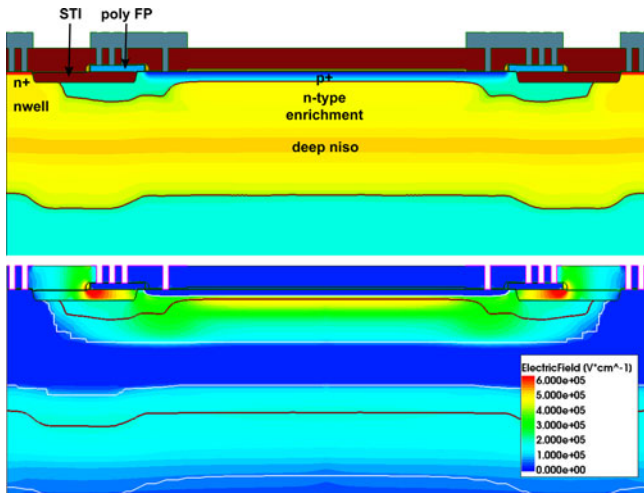 STI poly FP
n+ p+
nwell n-type
enrichment
deep niso
ElectricField (V*cm^-1)
6.000e+05
5.000e+05
4.000e+05
3.000e+05
2.000e+05
1.000e+05
0.000e+00